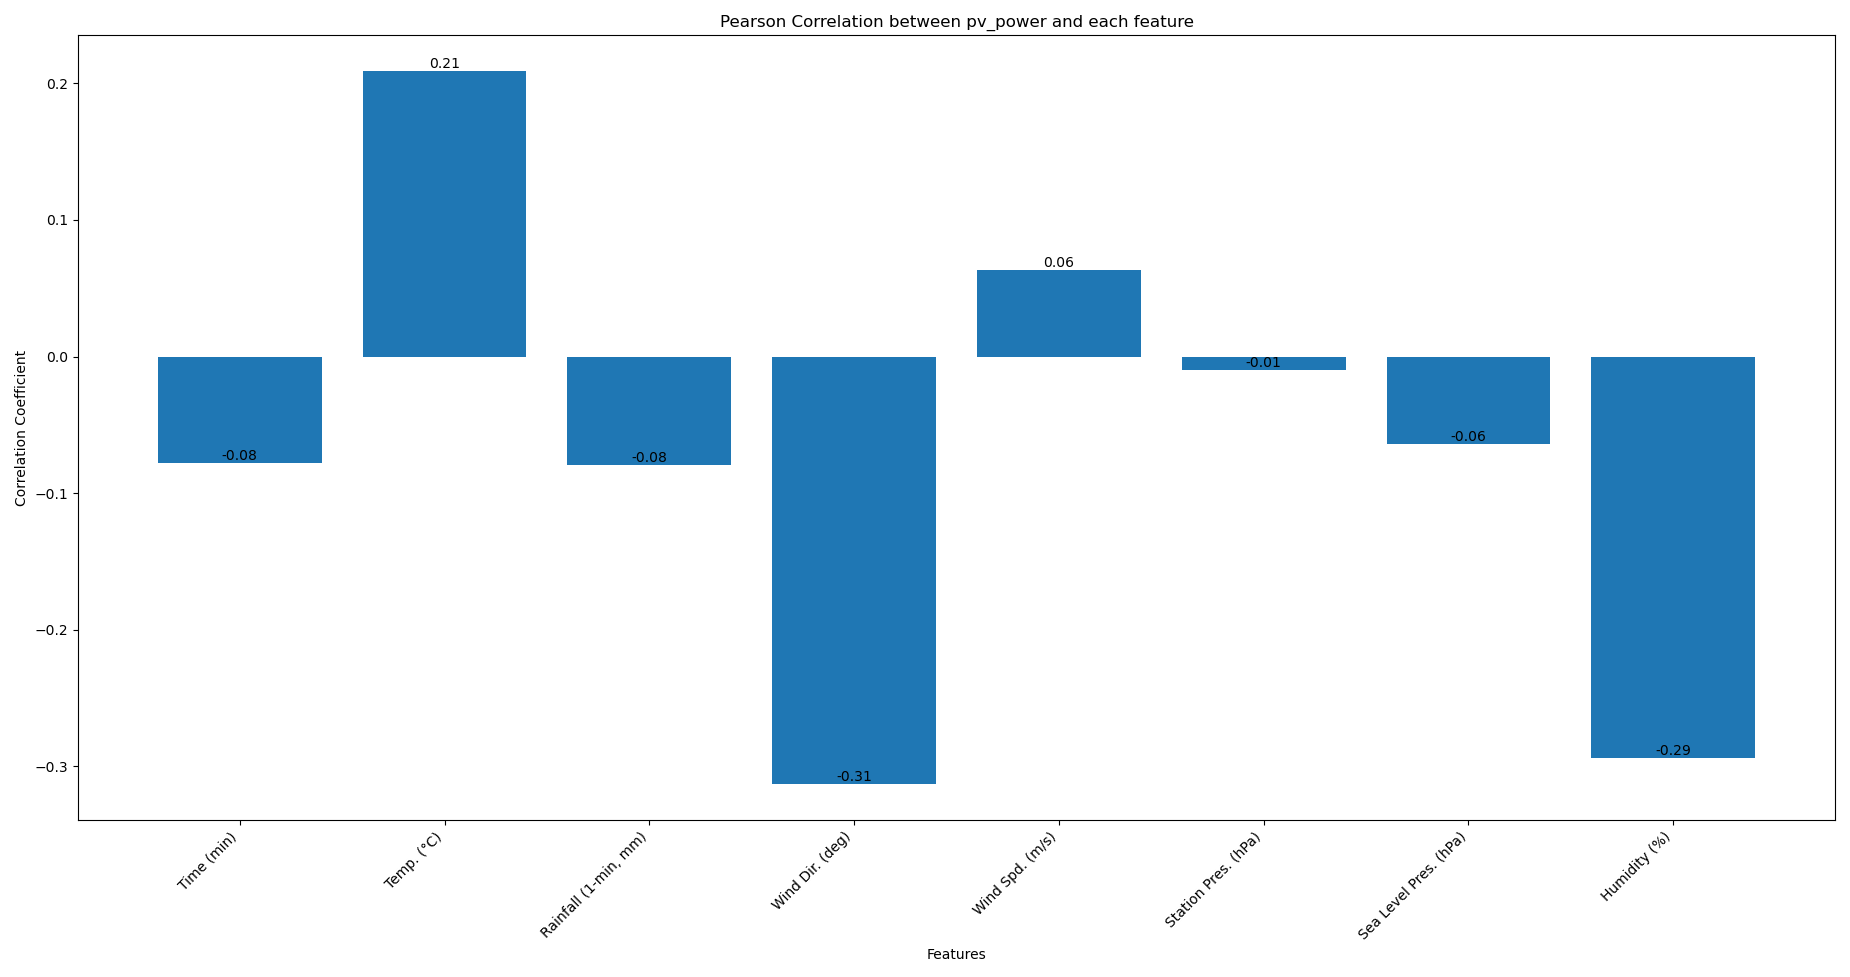 Pearson Correlation between pv_power and each feature
0.2
0.1
0.0
−0.1
−0.2
−0.3
Correlation Coefficient
-0.08
0.21
-0.08
-0.31
0.06
-0.01
-0.06
-0.29
Time (min)
Temp. (°C)
Rainfall (1-min, mm)
Wind Dir. (deg)
Wind Spd. (m/s)
Station Pres. (hPa)
Sea Level Pres. (hPa)
Humidity (%)
Features